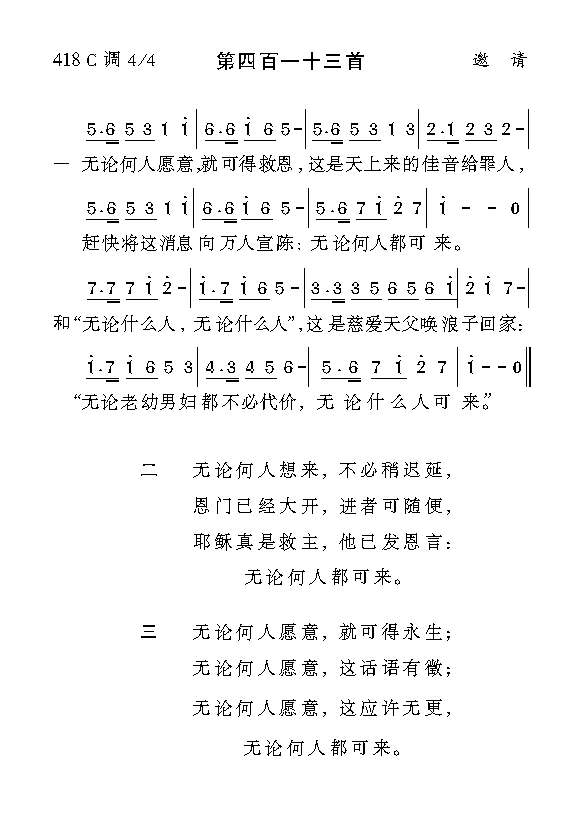 418 C 调 4/4 第四百一十三首 邀 请
5·6 5 3 1 i̇ | 6·6 i̇ 6 5 - | 5·6 5 3 1 3 | 2·1 2 3 2 - |
一 无论何人愿意,就可得救恩,这是天上来的佳音给罪人,
5·6 5 3 1 i̇ | 6·6 i̇ 6 5 - | 5·6 7 i̇ 2̇ 7 | i̇ - - 0 |
赶快将这消息向万人宣陈:无论何人都可 来。
7·7 7 i̇ 2̇ - | i̇·7 i̇ 6 5 - | 3·3 3 5 6 5 6 i̇ | 2̇ i̇ 7 - |
和“无论什么人,无论什么人”,这是慈爱天父唤浪子回家:
i̇·7 i̇ 6 5 3 | 4·3 4 5 6 - | 5·6 7 i̇ 2̇ 7 | i̇ - - 0 ||
“无论老幼男妇都不必代价,无论什么人可来。”
二 无论何人想来,不必稍迟延,
恩门已经大开,进者可随便,
耶稣真是救主,他已发恩言:
无论何人都可来。
三 无论何人愿意,就可得永生;
无论何人愿意,这话语有徵;
无论何人愿意,这应许无更,
无论何人都可来。